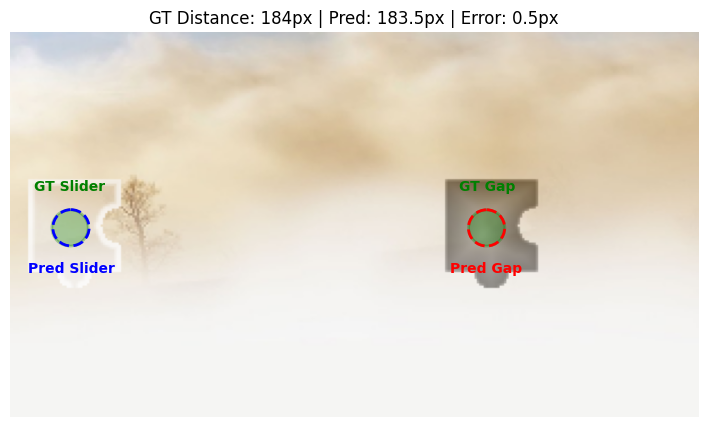 GT Distance: 184px | Pred: 183.5px | Error: 0.5px
GT Slider
GT Gap
Pred Slider
Pred Gap